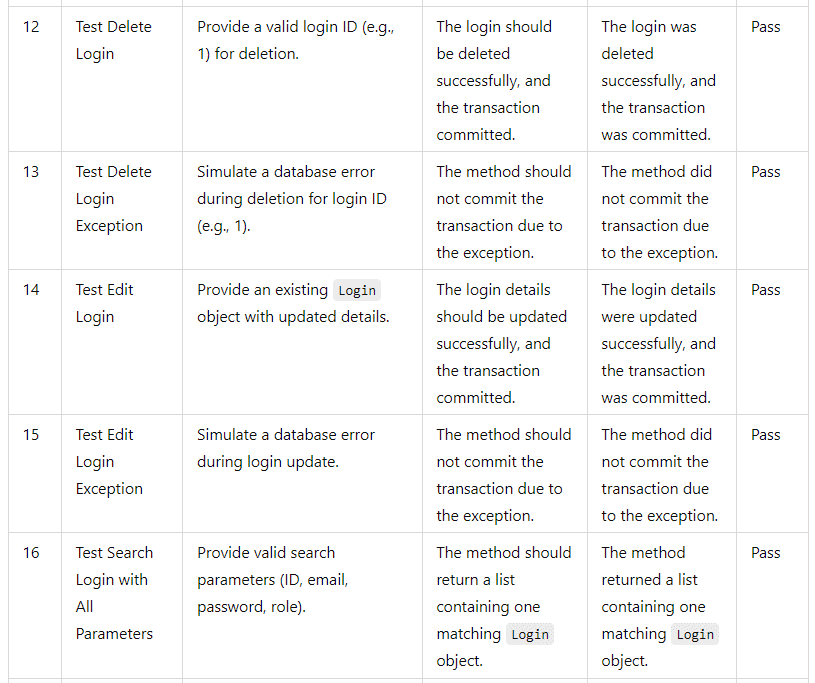 12
Test Delete
Login
Provide a valid login ID (e.g.,
1) for deletion.
The login should
be deleted
successfully, and
the transaction
committed.
The login was
deleted
successfully, and
the transaction
was committed.
Pass
13
Test Delete
Login
Exception
Simulate a database error
during deletion for login ID
(e.g., 1).
The method should
not commit the
transaction due to
the exception.
The method did
not commit the
transaction due
to the exception.
Pass
14
Test Edit
Login
Provide an existing Login
object with updated details.
The login details
should be updated
successfully, and
the transaction
committed.
The login details
were updated
successfully, and
the transaction
was committed.
Pass
15
Test Edit
Login
Exception
Simulate a database error
during login update.
The method should
not commit the
transaction due to
the exception.
The method did
not commit the
transaction due
to the exception.
Pass
16
Test Search
Login with
All
Parameters
Provide valid search
parameters (ID, email,
password, role).
The method should
return a list
containing one
matching Login
object.
The method
returned a list
containing one
matching Login
object.
Pass